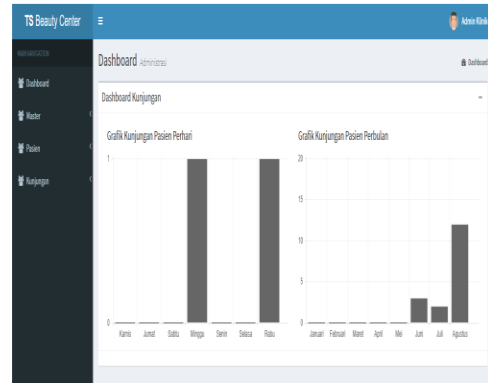 TS Beauty Center
Admin Klinik
MAIN NAVIGATION
Dashboard
Master
Pasien
Kunjungan
Dashboard Administrasi
Dashboard
Dashboard Kunjungan
Grafik Kunjungan Pasien Perhari
1
0
Kamis Jumat Sabtu Minggu Senin Selasa Rabu
Grafik Kunjungan Pasien Perbulan
20
15
10
5
0
Januari Februari Maret April Mei Juni Juli Agustus